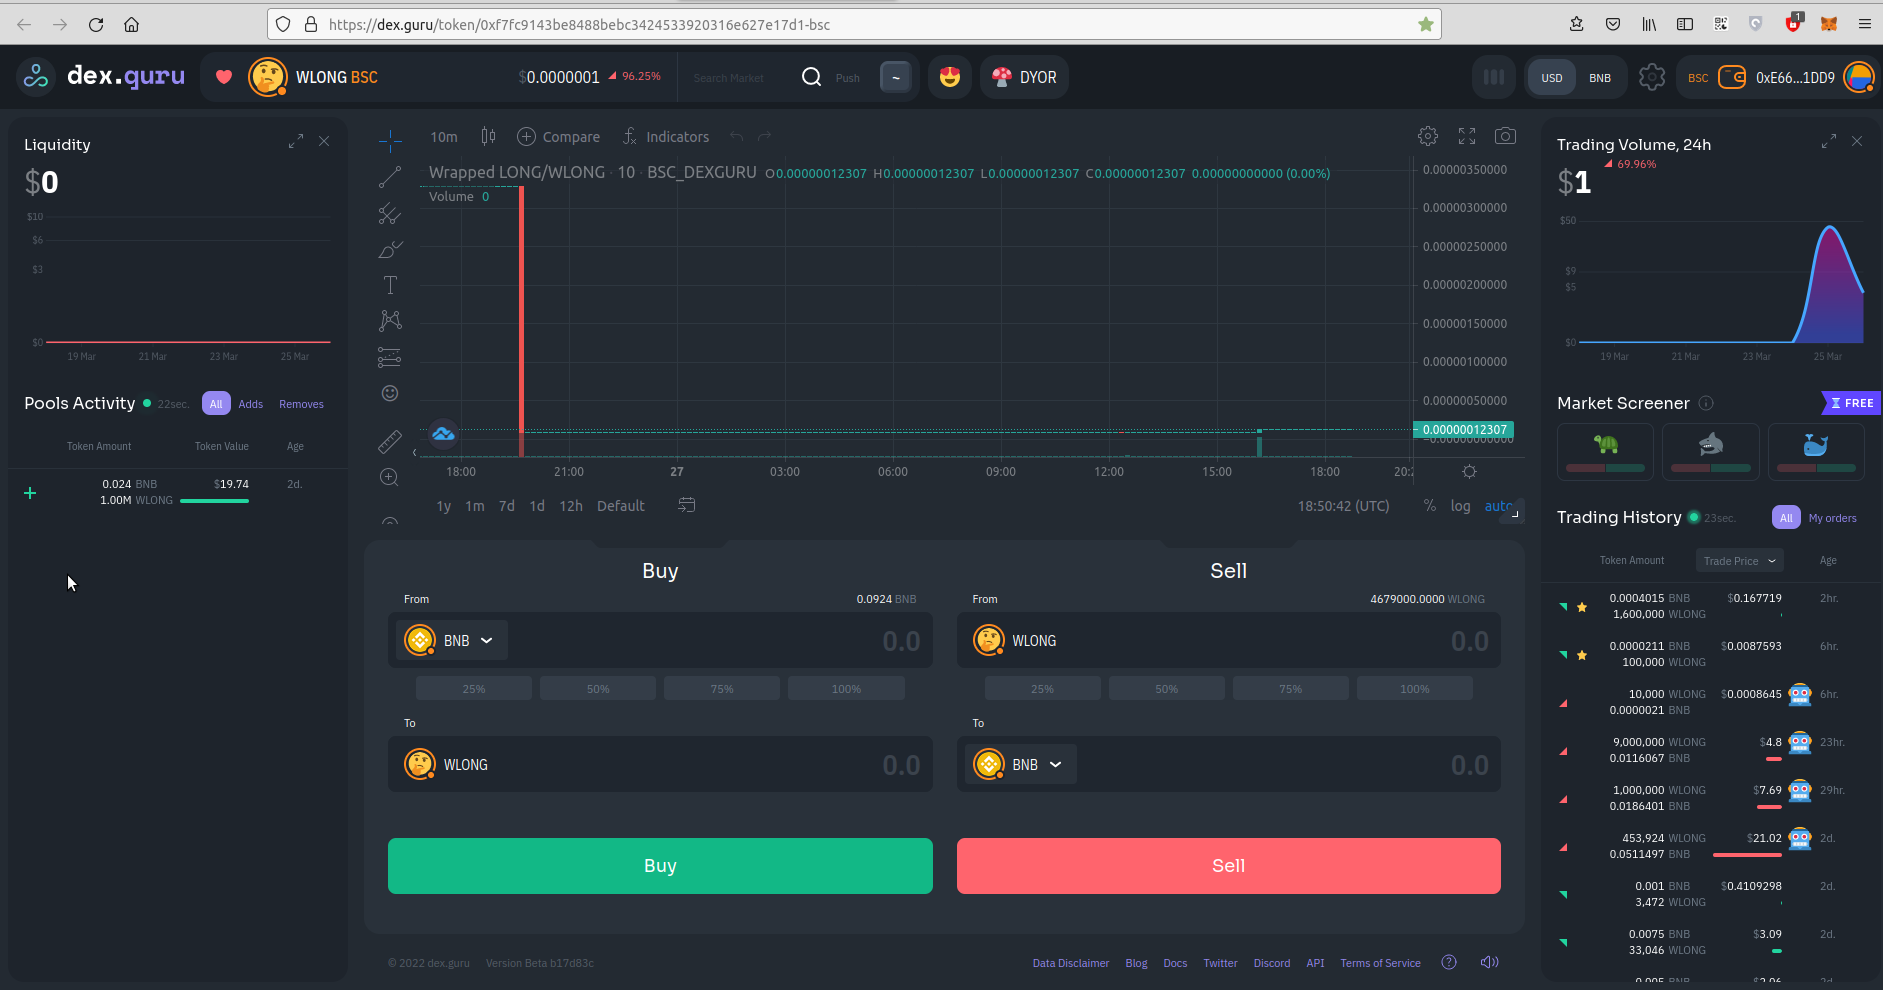 https://dex.guru/token/0xf7fc9143be8488bebc3424533920316e627e17d1-bsc
1
dex.guru
WLONG BSC
$0.0000001
96.25%
Search Market
Push
~
DYOR
USD
BNB
BSC
0xE66...1DD9
Liquidity
$0
$10
$6
$3
$0
19 Mar
21 Mar
23 Mar
25 Mar
Pools Activity
22sec.
All
Adds
Removes
Token Amount
Token Value
Age
0.024 BNB
$19.74
2d.
1.00M WLONG
10m
Compare
Indicators
Wrapped LONG/WLONG · 10 · BSC_DEXGURU
O0.00000012307 H0.00000012307 L0.00000012307 C0.00000012307 0.00000000000 (0.00%)
Volume 0
0.00000350000
0.00000300000
0.00000250000
0.00000200000
0.00000150000
0.00000100000
0.00000050000
0.00000012307
18:00
21:00
27
03:00
06:00
09:00
12:00
15:00
18:00
1y
1m
7d
1d
12h
Default
18:50:42 (UTC)
%
log
auto
Buy
From
0.0924 BNB
BNB
0.0
25%
50%
75%
100%
To
WLONG
0.0
Buy
Sell
From
4679000.0000 WLONG
WLONG
0.0
25%
50%
75%
100%
To
BNB
0.0
Sell
© 2022 dex.guru
Version Beta b17d83c
Data Disclaimer
Blog
Docs
Twitter
Discord
API
Terms of Service
Trading Volume, 24h
$1
69.96%
$50
$9
$5
$0
19 Mar
21 Mar
23 Mar
25 Mar
Market Screener
FREE
Trading History
23sec.
All
My orders
Token Amount
Trade Price
Age
0.0004015 BNB
$0.167719
2hr.
1,600,000 WLONG
0.0000211 BNB
$0.0087593
6hr.
100,000 WLONG
10,000 WLONG
$0.0008645
6hr.
0.0000021 BNB
9,000,000 WLONG
$4.8
23hr.
0.0116067 BNB
1,000,000 WLONG
$7.69
29hr.
0.0186401 BNB
453,924 WLONG
$21.02
2d.
0.0511497 BNB
0.001 BNB
$0.4109298
2d.
3,472 WLONG
0.0075 BNB
$3.09
2d.
33,046 WLONG